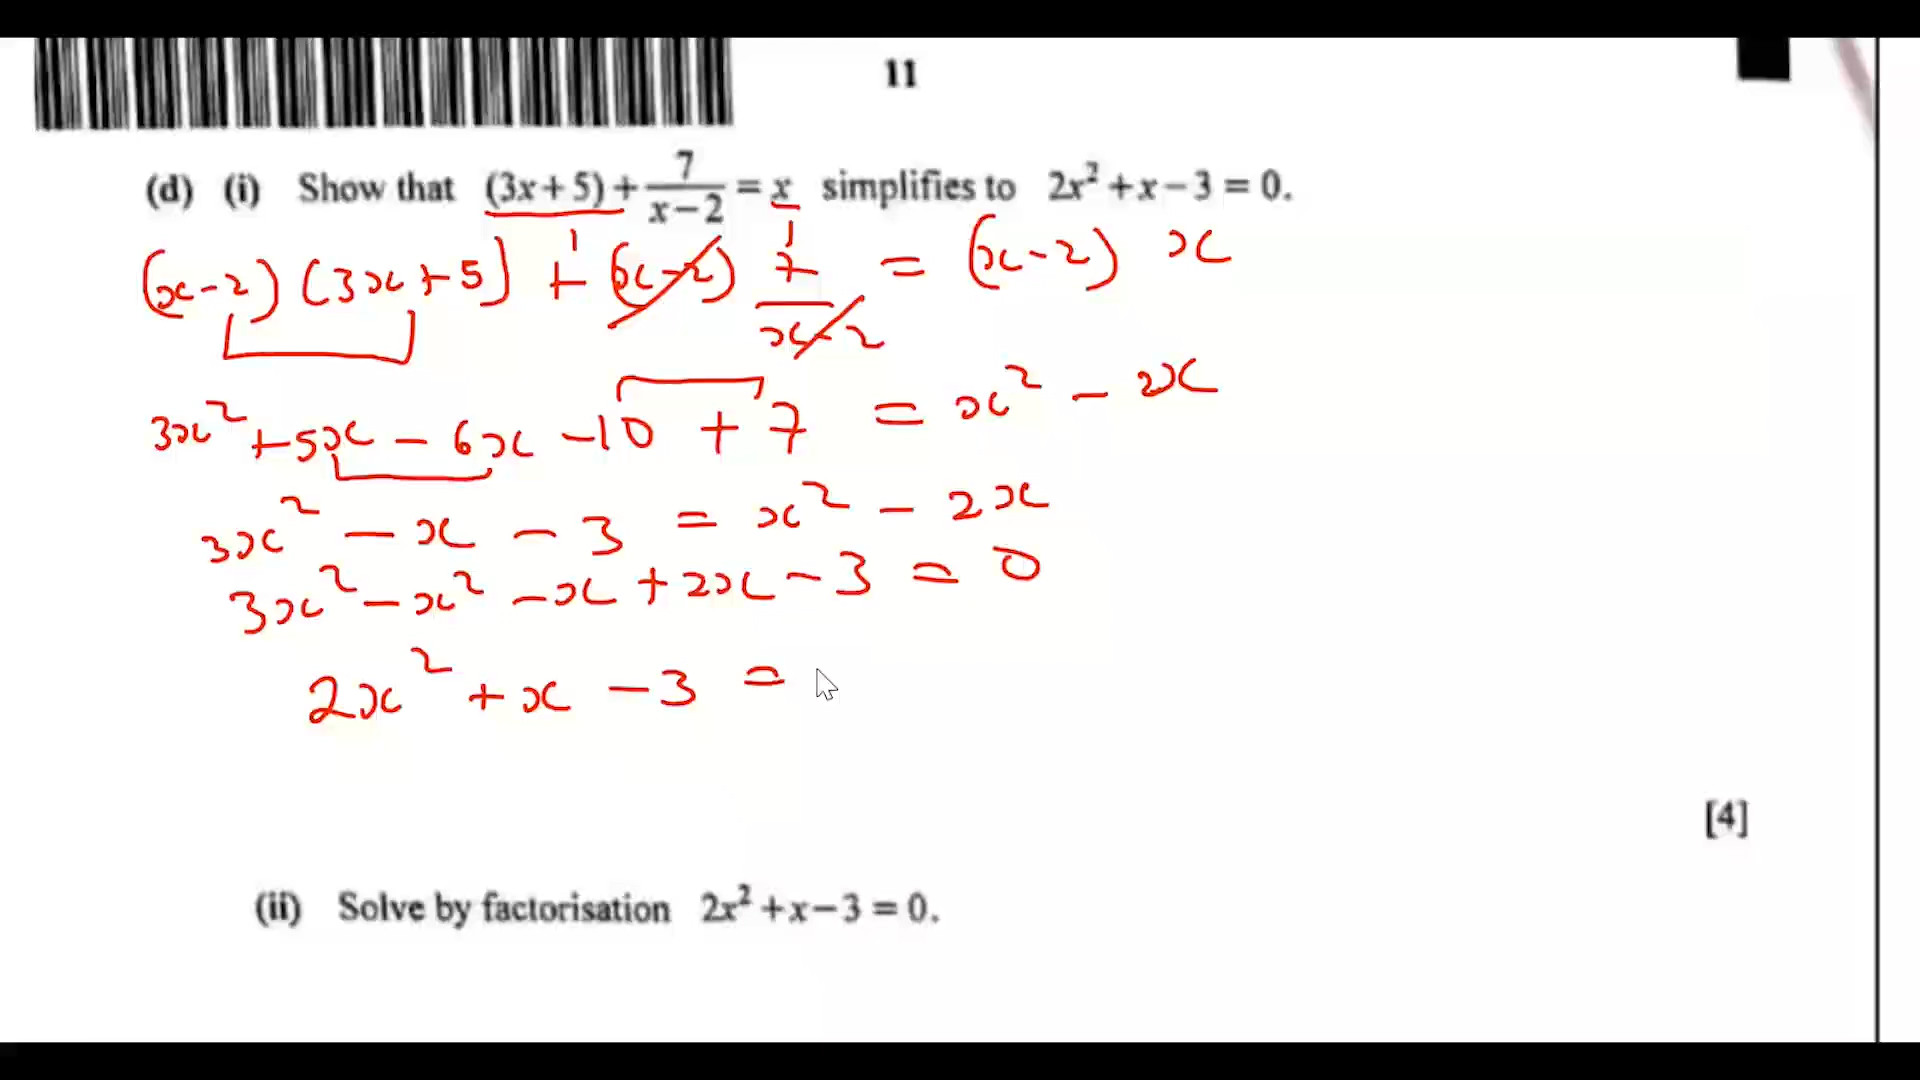 11
(d) (i) Show that (3x+5)+7/(x−2)=x simplifies to 2x²+x−3=0.
(x-2)(3x+5) + (x-2) 7/(x-2) = (x-2) x
1 1
3x² +5x - 6x -10 + 7 = x² - 2x
3x² - x - 3 = x² - 2x
3x² - x² - x + 2x - 3 = 0
2x² + x - 3 =
[4]
(ii) Solve by factorisation 2x²+x−3=0.